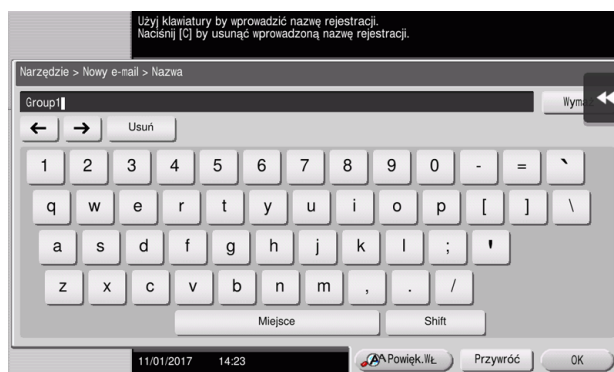 Użyj klawiatury by wprowadzić nazwę rejestracji.
Naciśnij [C] by usunąć wprowadzoną nazwę rejestracji.
Narzędzie > Nowy e-mail > Nazwa
Group1
← → Usuń
1 2 3 4 5 6 7 8 9 0 - = `
q w e r t y u i o p [ ] \
a s d f g h j k l ; '
z x c v b n m , . /
Miejsce Shift
11/01/2017 14:23 Powięk.WŁ Przywróć OK